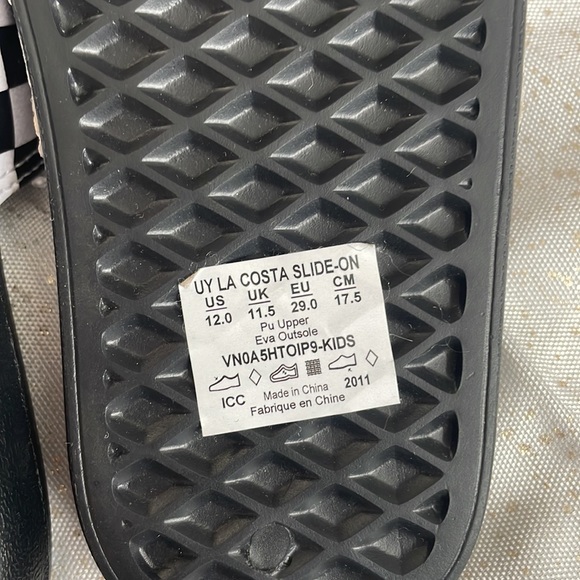 UY LA COSTA SLIDE-ON
US UK EU CM
12.0 11.5 29.0 17.5
Pu Upper
Eva Outsole
VN0A5HTOIP9-KIDS
ICC Made in China 2011
Fabrique en Chine